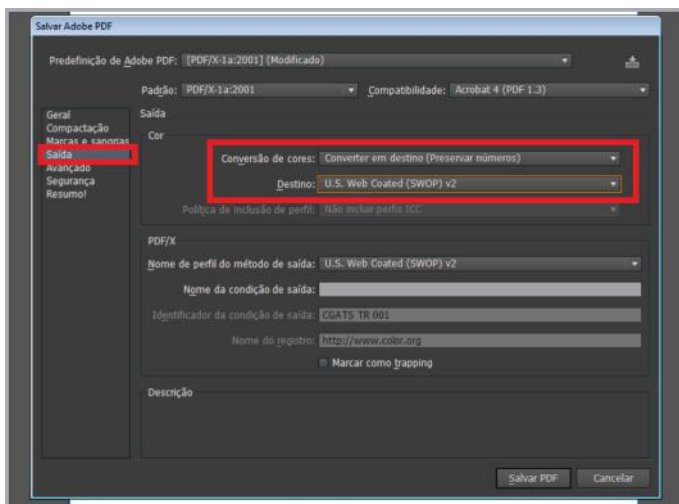 Salvar Adobe PDF
Predefinição de Adobe PDF: [PDF/X-1a:2001] (Modificado)
Padrão: PDF/X-1a:2001 Compatibilidade: Acrobat 4 (PDF 1.3)
Geral
Compactação
Marcas e sangrias
Saída
Avançado
Segurança
Resumo!
Saída
Cor
Conversão de cores: Converter em destino (Preservar números)
Destino: U.S. Web Coated (SWOP) v2
Política de inclusão de perfil: Não incluir perfis ICC
PDF/X
Nome de perfil do método de saída: U.S. Web Coated (SWOP) v2
Nome da condição de saída:
Identificador da condição de saída: CGATS TR 001
Nome do registro: http://www.color.org
Marcar como trapping
Descrição
Salvar PDF Cancelar